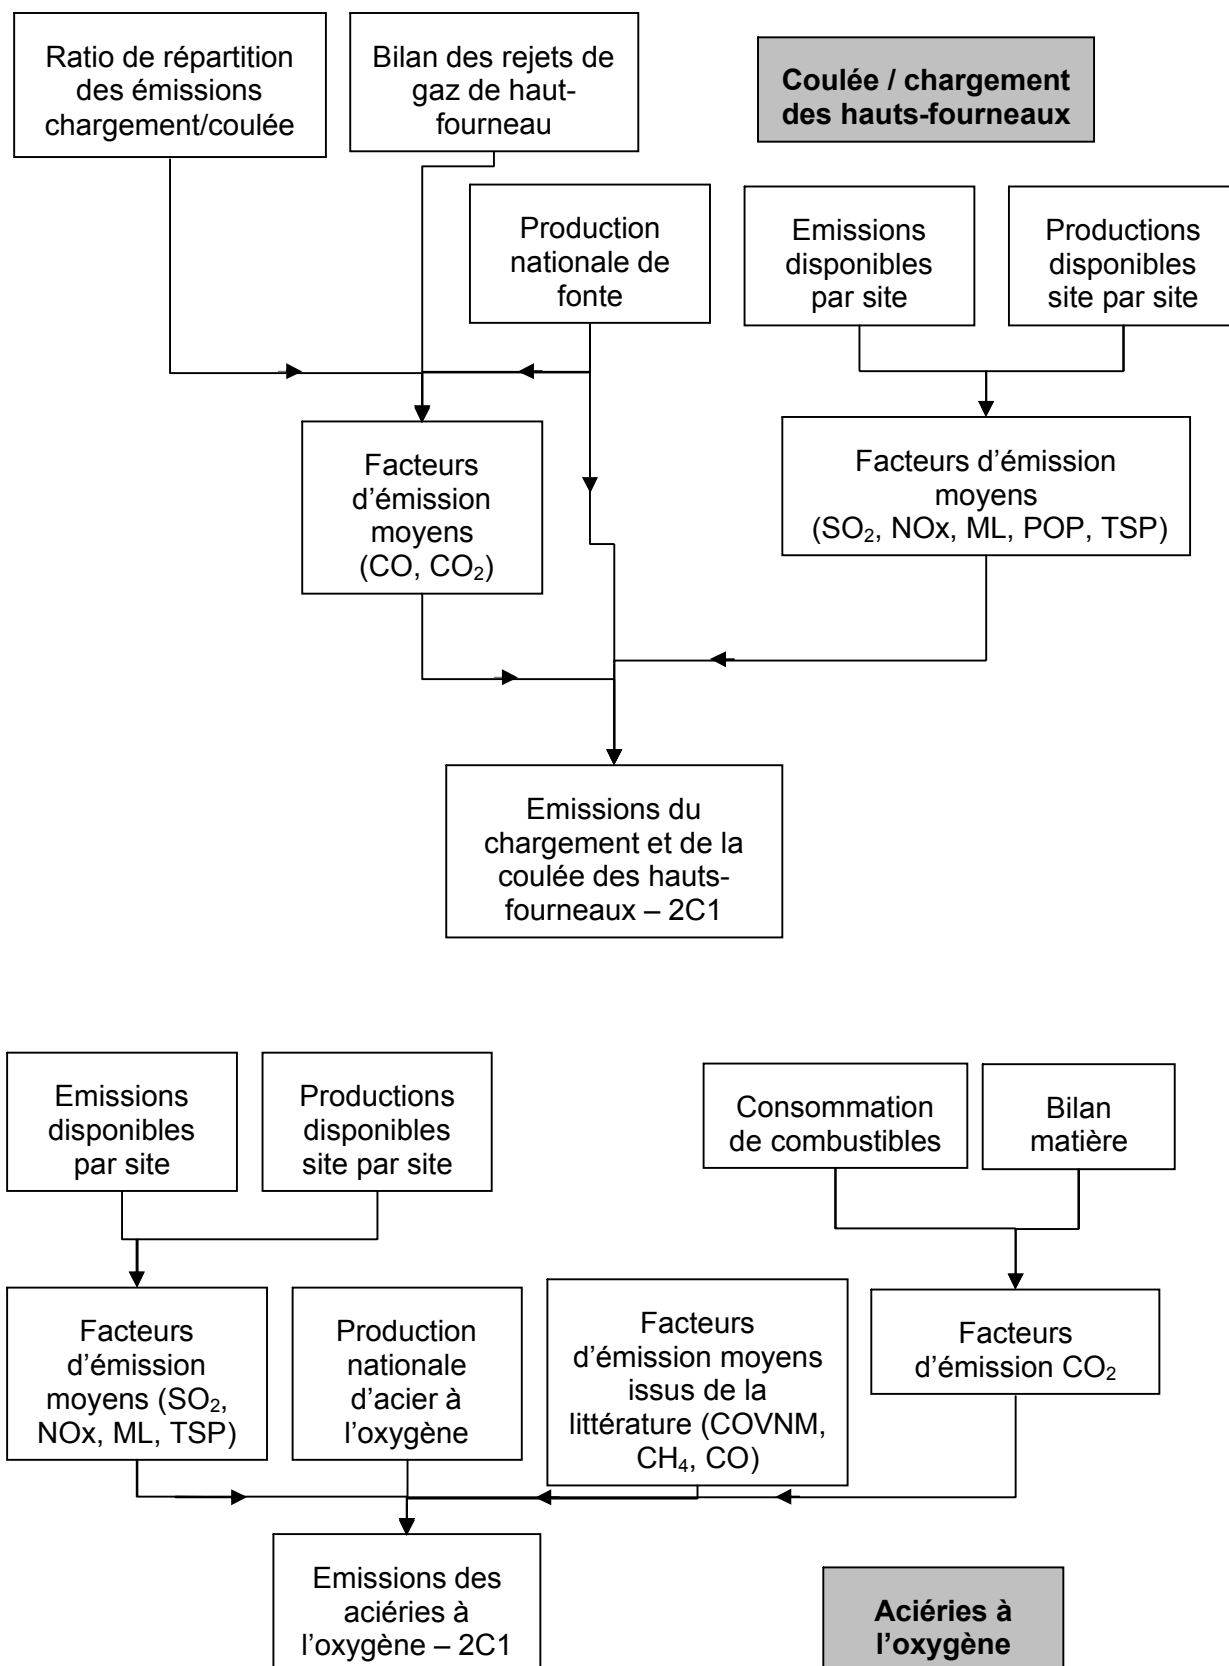 Ratio de répartition
des émissions
chargement/coulée
Bilan des rejets de
gaz de haut-
fourneau
Coulée / chargement
des hauts-fourneaux
Production
nationale de
fonte
Emissions
disponibles
par site
Productions
disponibles
site par site
Facteurs
d’émission
moyens
(CO, CO₂)
Facteurs d’émission
moyens
(SO₂, NOx, ML, POP, TSP)
Emissions du
chargement et de la
coulée des hauts-
fourneaux – 2C1
Emissions
disponibles
par site
Productions
disponibles
site par site
Consommation
de combustibles
Bilan
matière
Facteurs
d’émission
moyens (SO₂,
NOx, ML, TSP)
Production
nationale
d’acier à
l’oxygène
Facteurs
d’émission moyens
issus de la
littérature (COVNM,
CH₄, CO)
Facteurs
d’émission CO₂
Emissions des
aciéries à
l’oxygène – 2C1
Aciéries à
l’oxygène